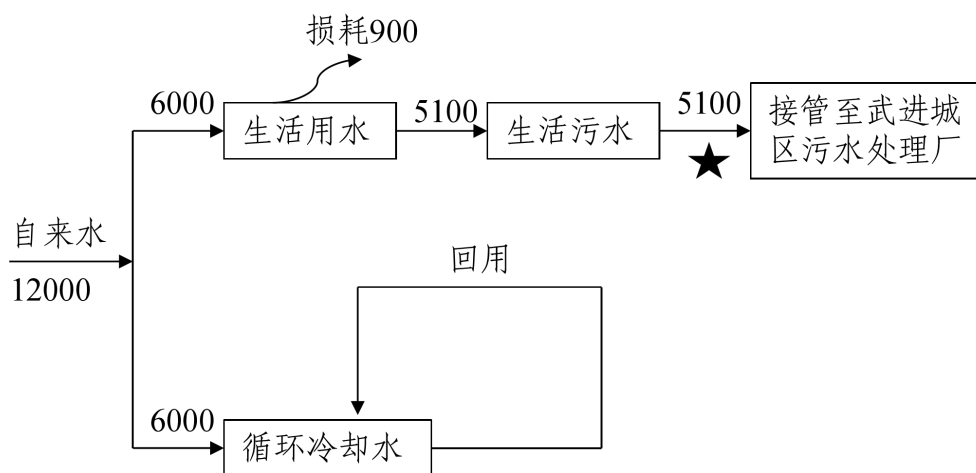 损耗900
6000
生活用水
5100
生活污水
5100
接管至武进城
区污水处理厂
自来水
12000
回用
6000
循环冷却水